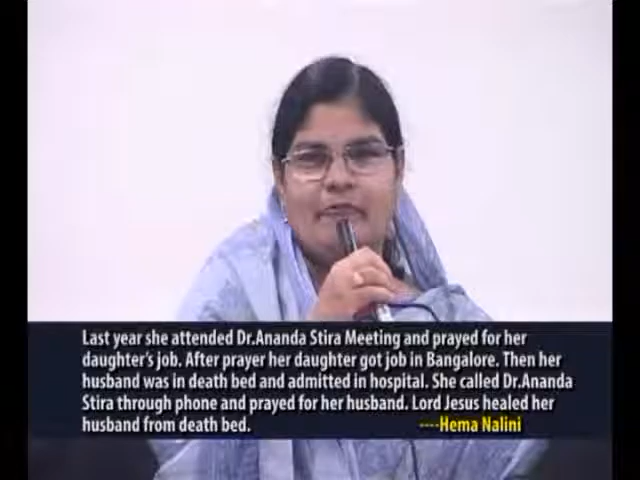 Last year she attended Dr.Ananda Stira Meeting and prayed for her
daughter's job. After prayer her daughter got job in Bangalore. Then her
husband was in death bed and admitted in hospital. She called Dr.Ananda
Stira through phone and prayed for her husband. Lord Jesus healed her
husband from death bed. ----Hema Nalini